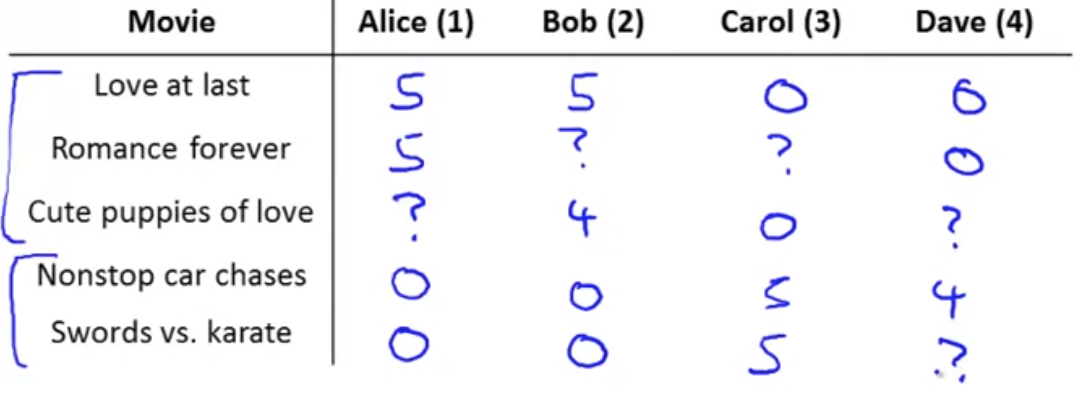 Movie Alice (1) Bob (2) Carol (3) Dave (4)
Love at last 5 5 0 0
Romance forever 5 ? ? 0
Cute puppies of love ? 4 0 ?
Nonstop car chases 0 0 5 4
Swords vs. karate 0 0 5 ?